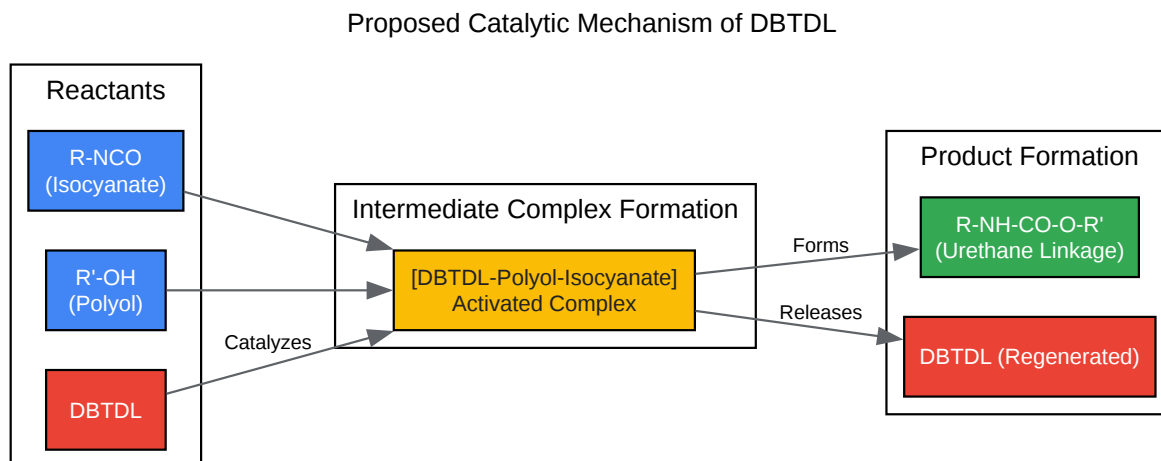 Proposed Catalytic Mechanism of DBTDL
Reactants
R-NCO
(Isocyanate)
R'-OH
(Polyol)
DBTDL
Catalyzes
Intermediate Complex Formation
[DBTDL-Polyol-Isocyanate]
Activated Complex
Forms
Releases
Product Formation
R-NH-CO-O-R'
(Urethane Linkage)
DBTDL (Regenerated)